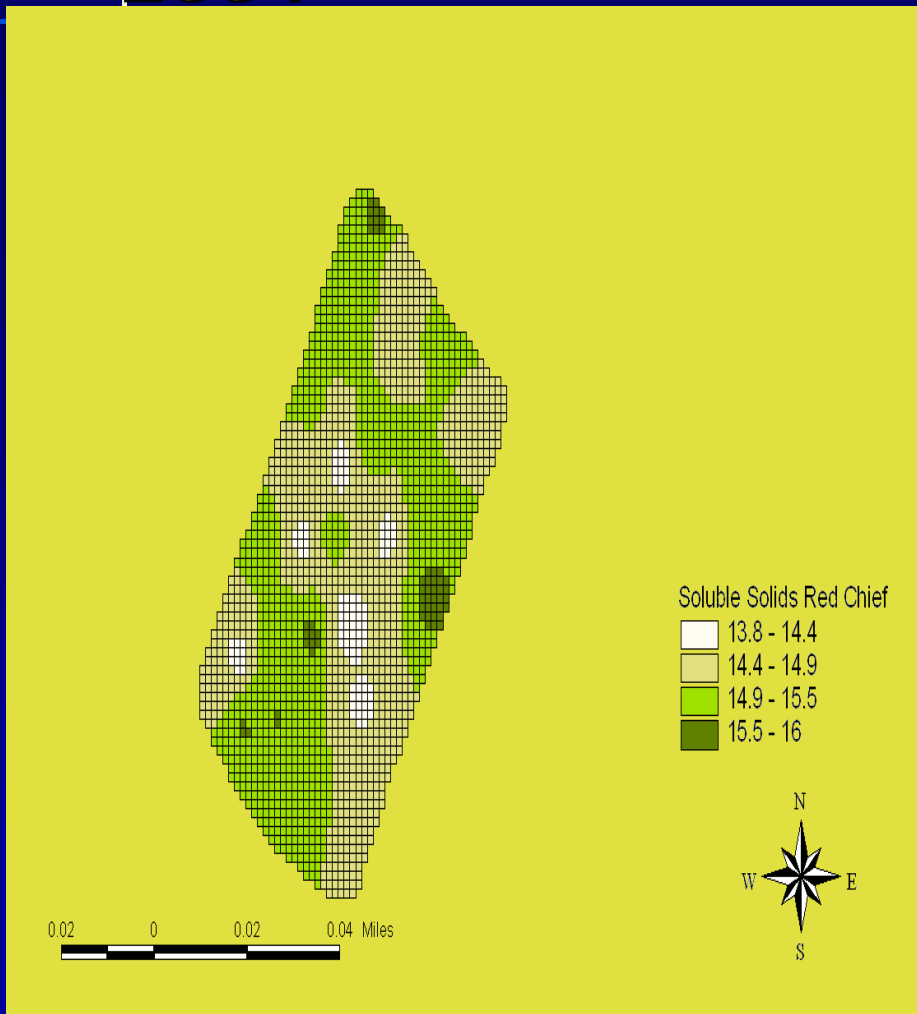 Soluble Solids Red Chief
13.8 - 14.4
14.4 - 14.9
14.9 - 15.5
15.5 - 16
N
W E
S
0.02 0 0.02 0.04 Miles